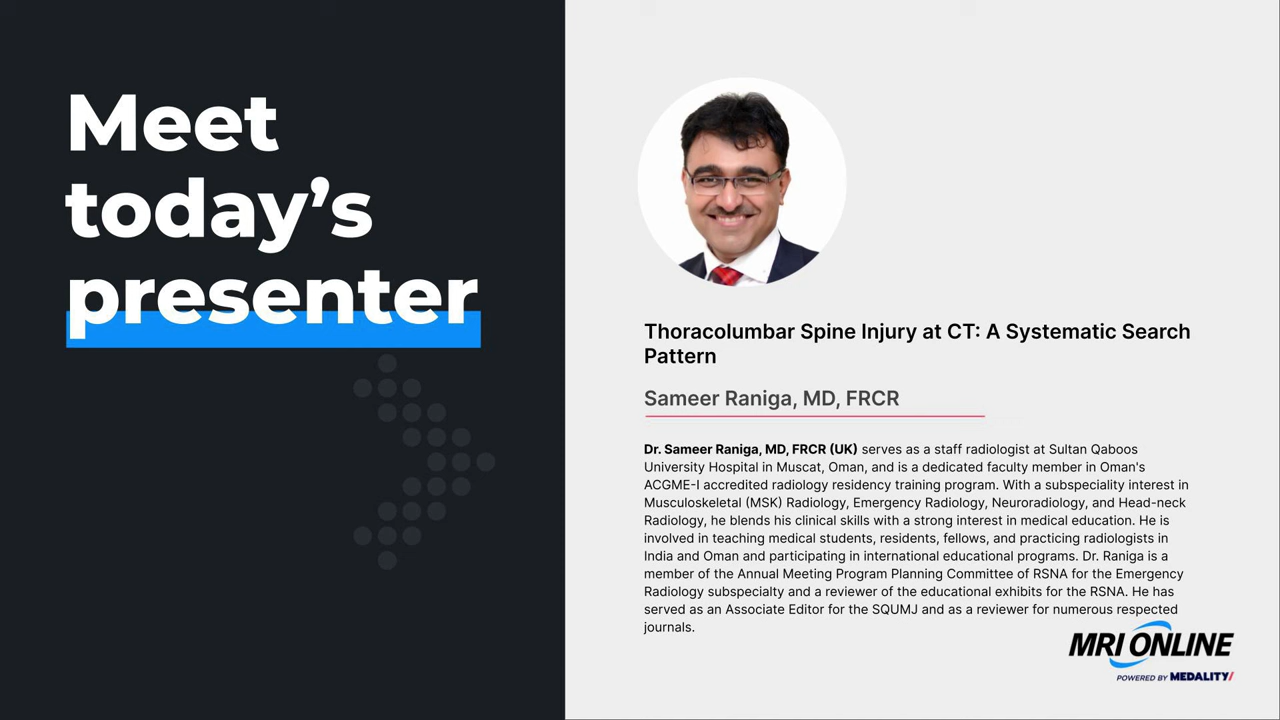 Meet
today's
presenter
Thoracolumbar Spine Injury at CT: A Systematic Search
Pattern
Sameer Raniga, MD, FRCR
Dr. Sameer Raniga, MD, FRCR (UK) serves as a staff radiologist at Sultan Qaboos
University Hospital in Muscat, Oman, and is a dedicated faculty member in Oman's
ACGME-I accredited radiology residency training program. With a subspeciality interest in
Musculoskeletal (MSK) Radiology, Emergency Radiology, Neuroradiology, and Head-neck
Radiology, he blends his clinical skills with a strong interest in medical education. He is
involved in teaching medical students, residents, fellows, and practicing radiologists in
India and Oman and participating in international educational programs. Dr. Raniga is a
member of the Annual Meeting Program Planning Committee of RSNA for the Emergency
Radiology subspecialty and a reviewer of the educational exhibits for the RSNA. He has
served as an Associate Editor for the SQUMJ and as a reviewer for numerous respected
journals.
MRI ONLINE
POWERED BY MEDALITY/